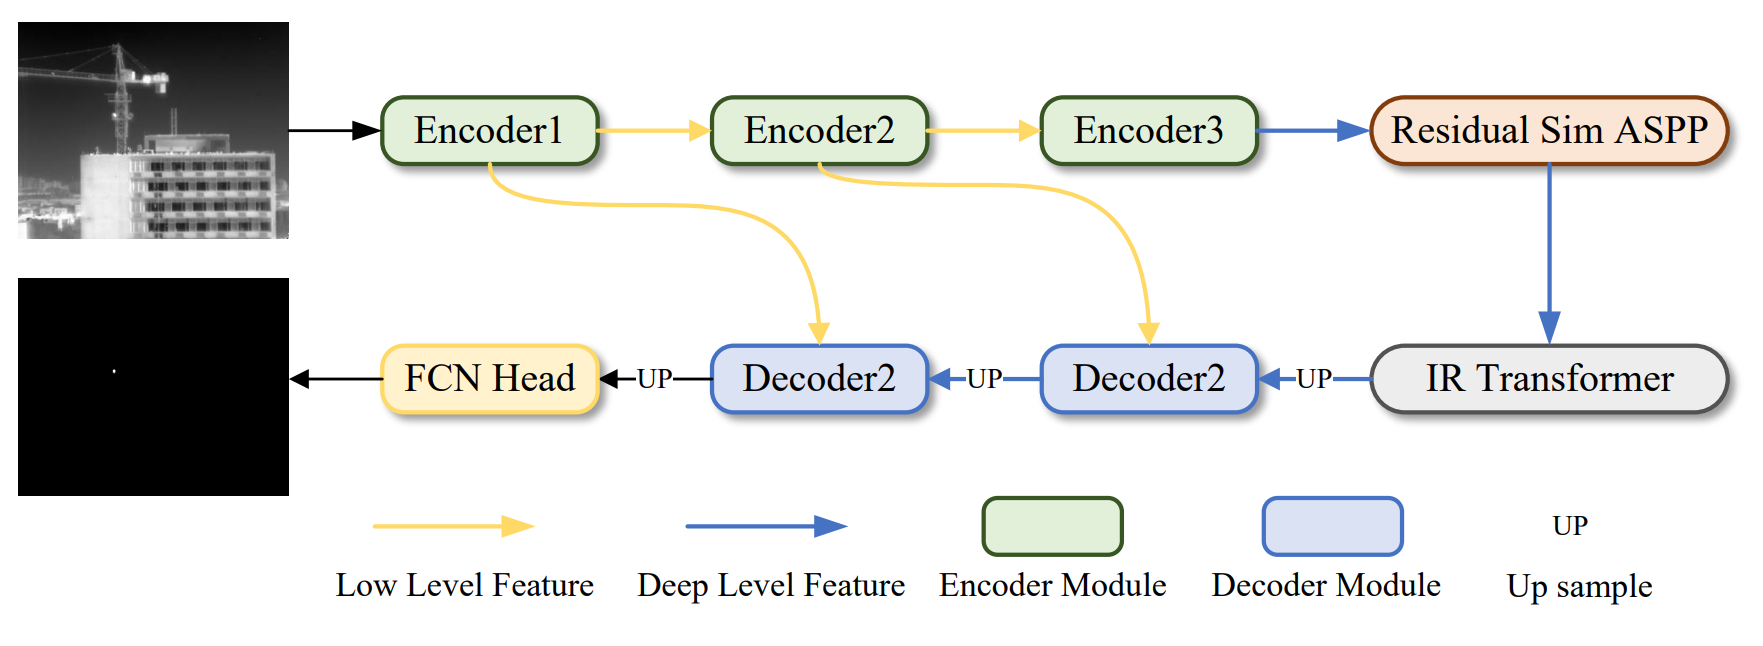 Encoder1
Encoder2
Encoder3
Residual Sim ASPP
FCN Head
UP
Decoder2
UP
Decoder2
UP
IR Transformer
UP
Low Level Feature
Deep Level Feature
Encoder Module
Decoder Module
Up sample